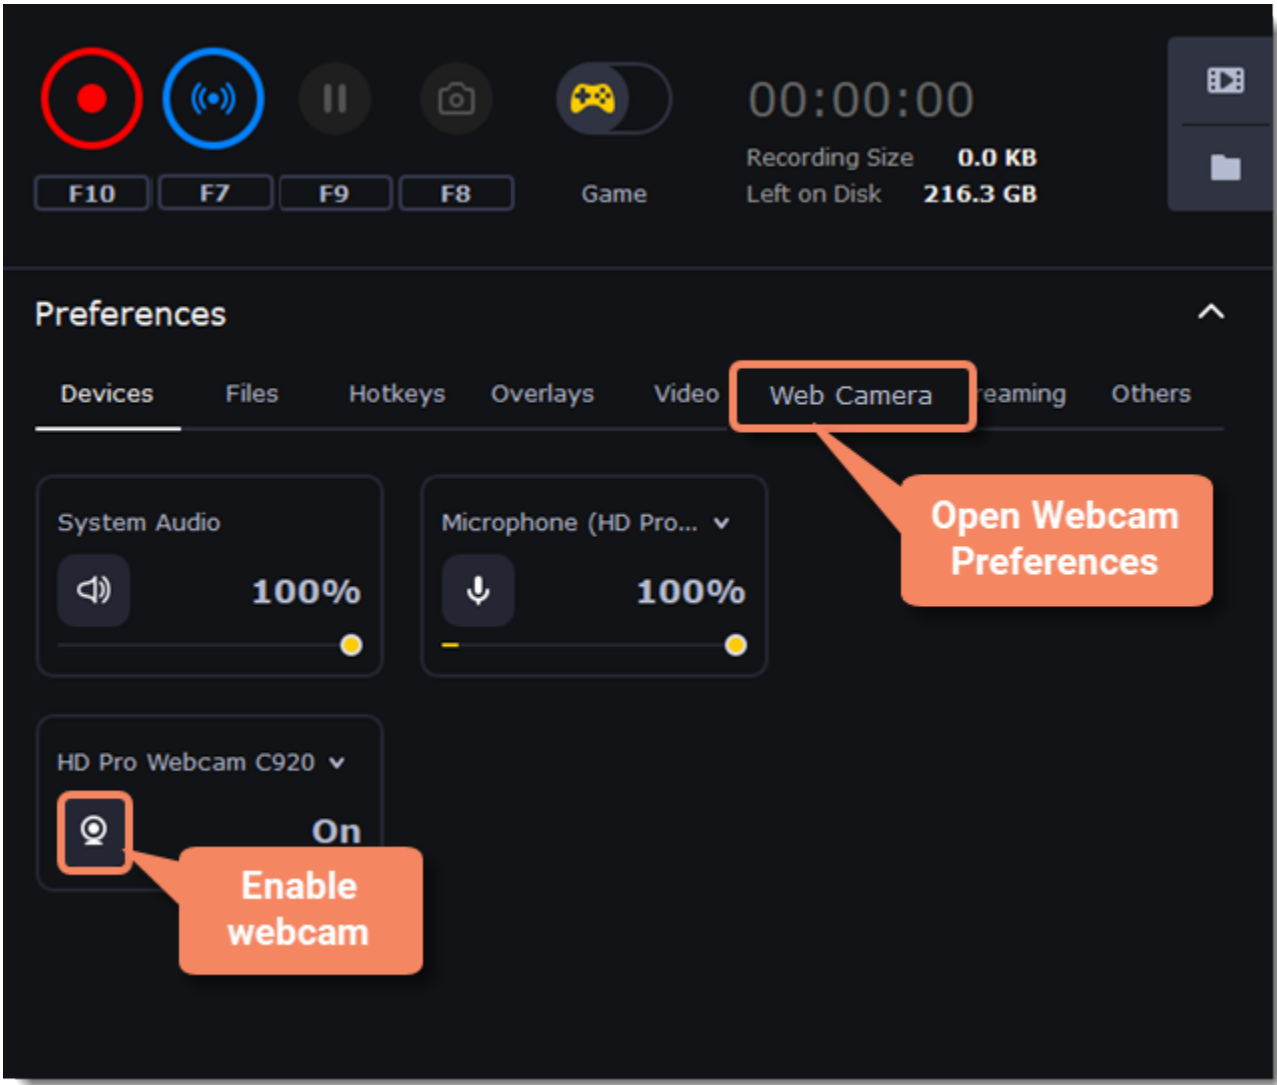 00:00:00
Recording Size 0.0 KB
F10 F7 F9 F8 Game Left on Disk 216.3 GB
Preferences
Devices Files Hotkeys Overlays Video Web Camera reaming Others
Open Webcam
Preferences
System Audio
100%
Microphone (HD Pro...
100%
HD Pro Webcam C920
On
Enable
webcam